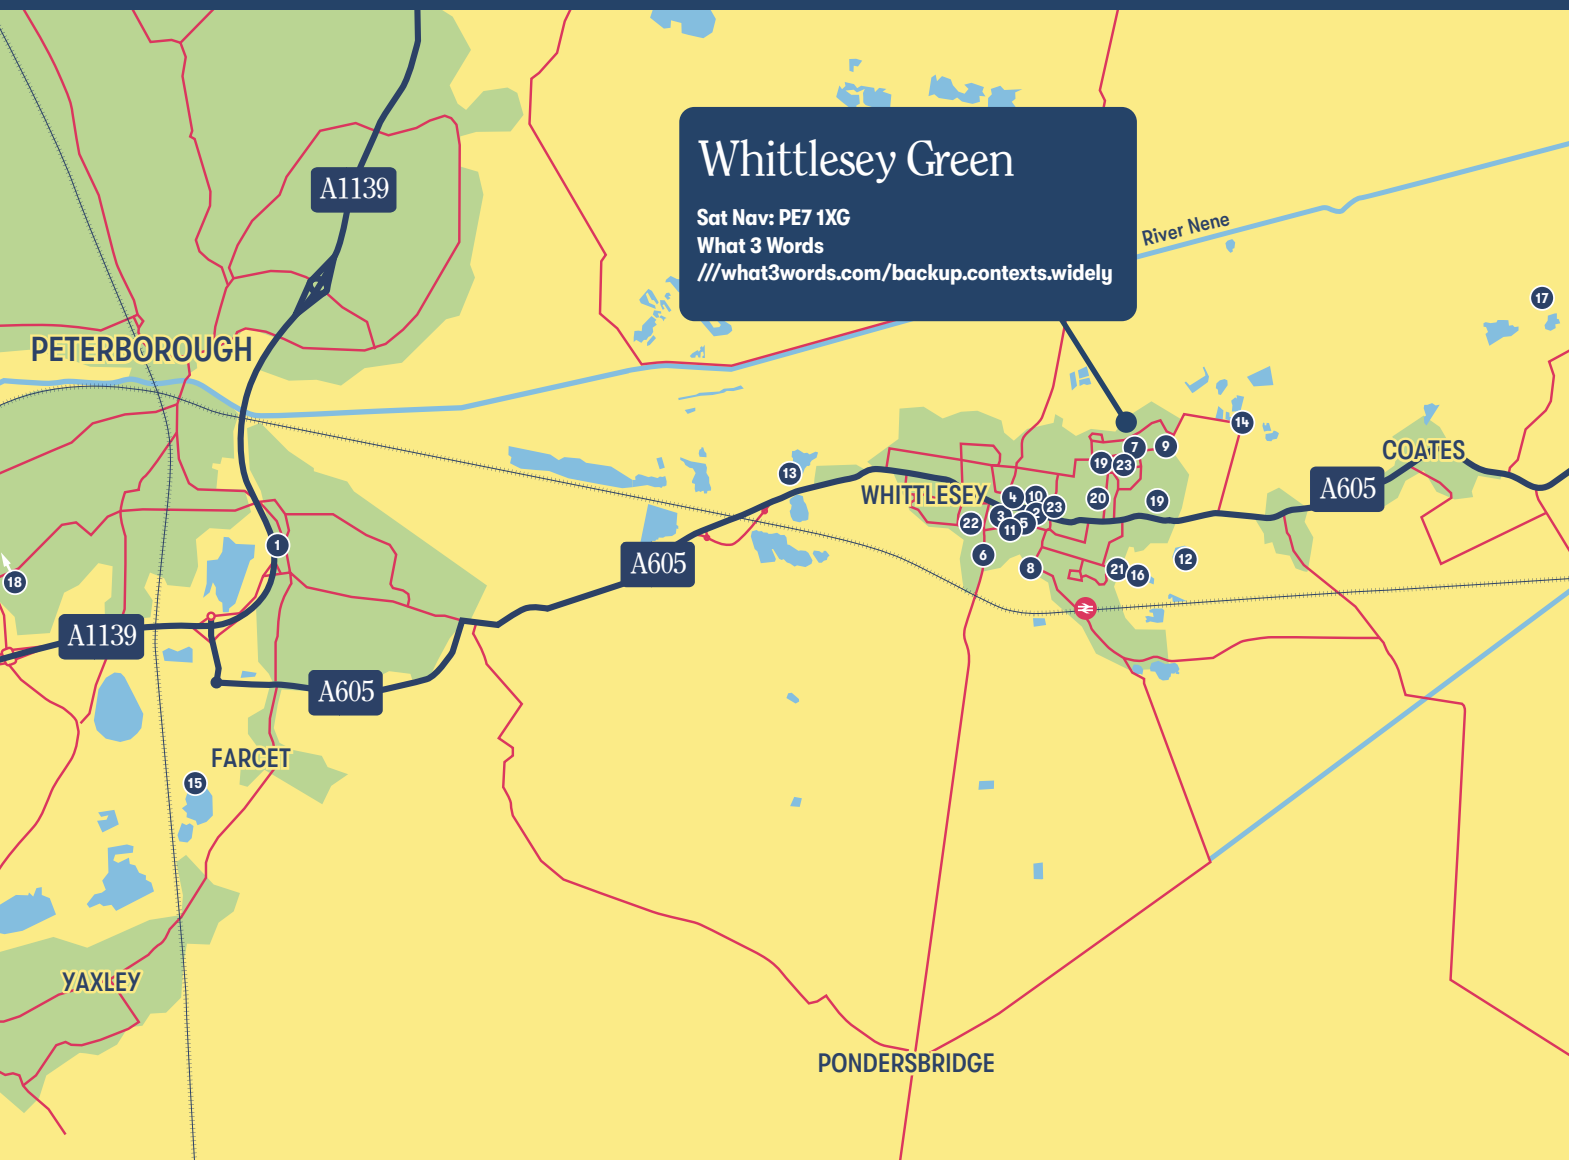 Whittlesey Green
Sat Nav: PE7 1XG
What 3 Words
///what3words.com/backup.contexts.widely
A1139
River Nene
17
PETERBOROUGH
14
COATES
7
9
19
23
13
A605
WHITTLESEY
4
10
20
19
23
3
2
22
11
5
1
6
12
A605
8
21
16
18
A1139
A605
FARCET
15
YAXLEY
PONDERSBRIDGE